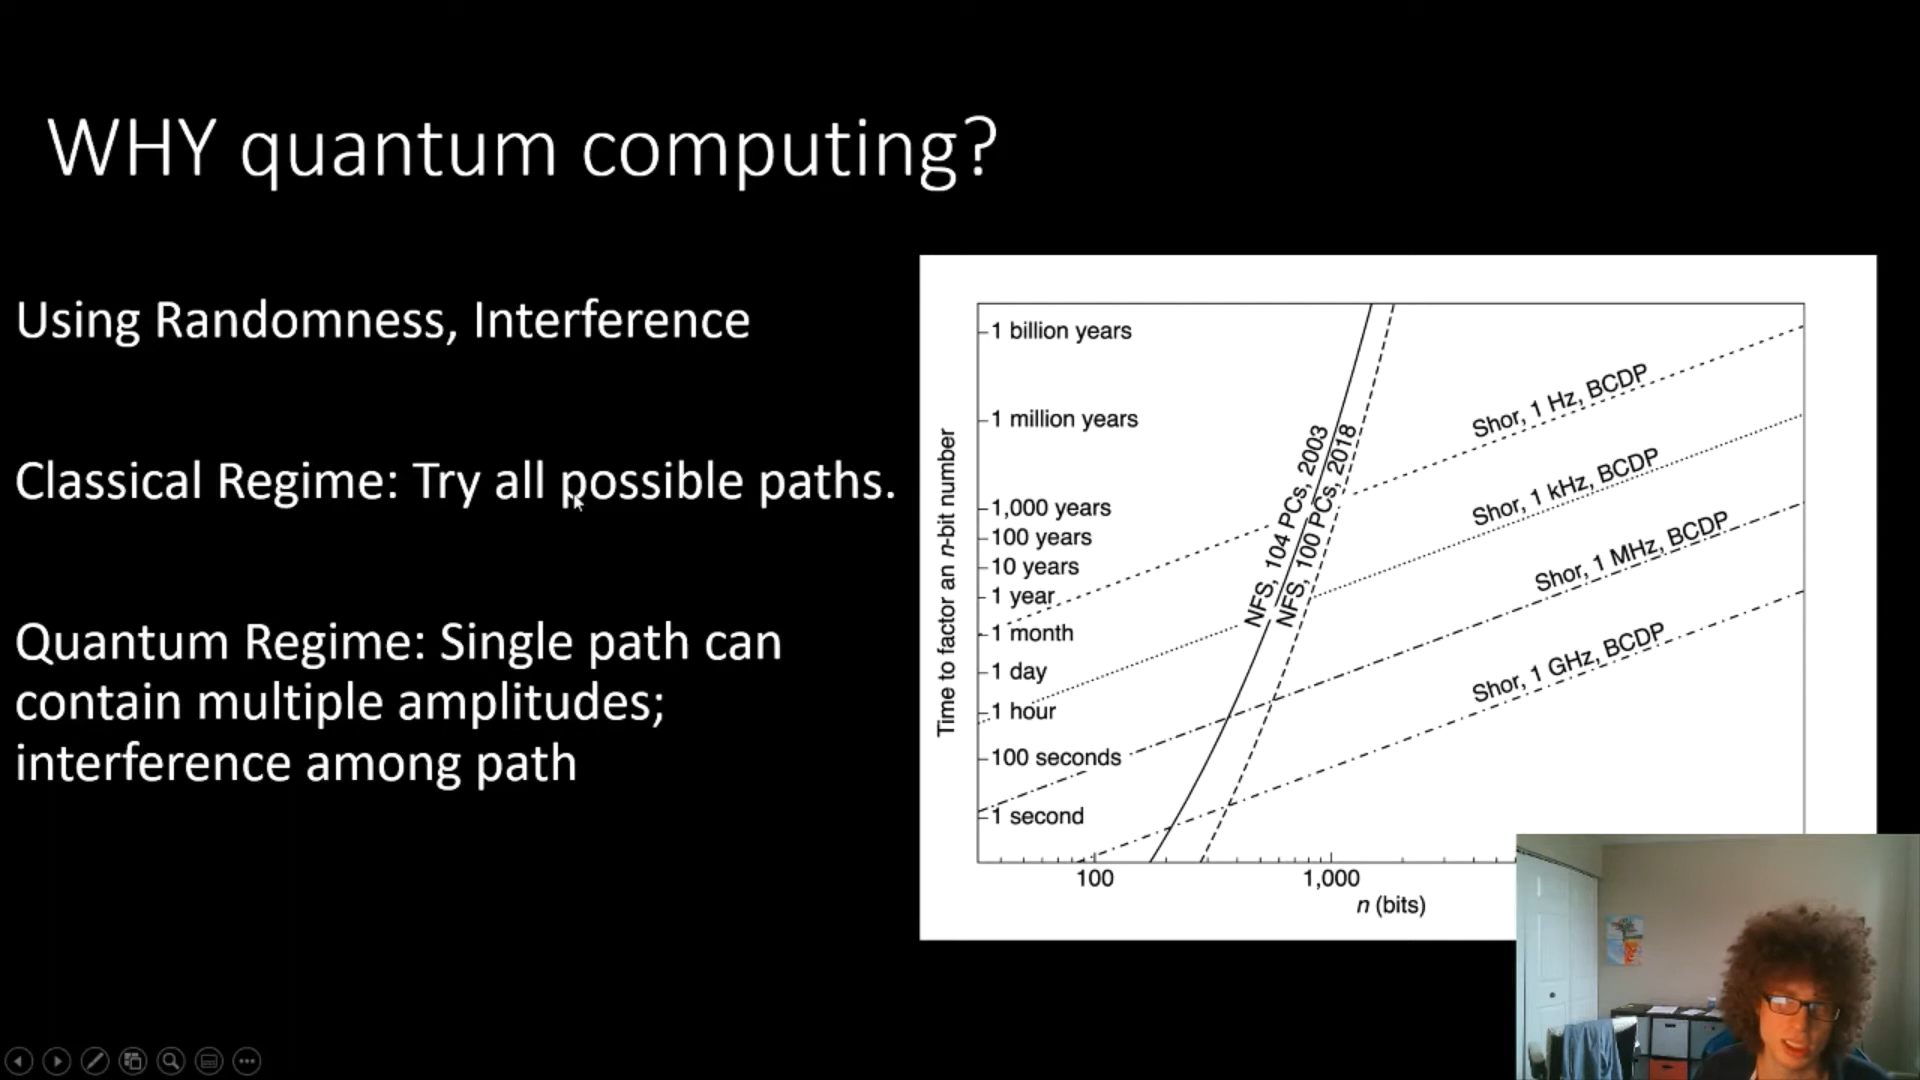 WHY quantum computing?
Using Randomness, Interference
Classical Regime: Try all possible paths.
Quantum Regime: Single path can
contain multiple amplitudes;
interference among path
Time to factor an n-bit number
1 billion years
1 million years
1,000 years
100 years
10 years
1 year
1 month
1 day
1 hour
100 seconds
1 second
NFS, 104 PCs, 2003
NFS, 100 PCs, 2018
Shor, 1 Hz, BCDP
Shor, 1 kHz, BCDP
Shor, 1 MHz, BCDP
Shor, 1 GHz, BCDP
100
1,000
n (bits)